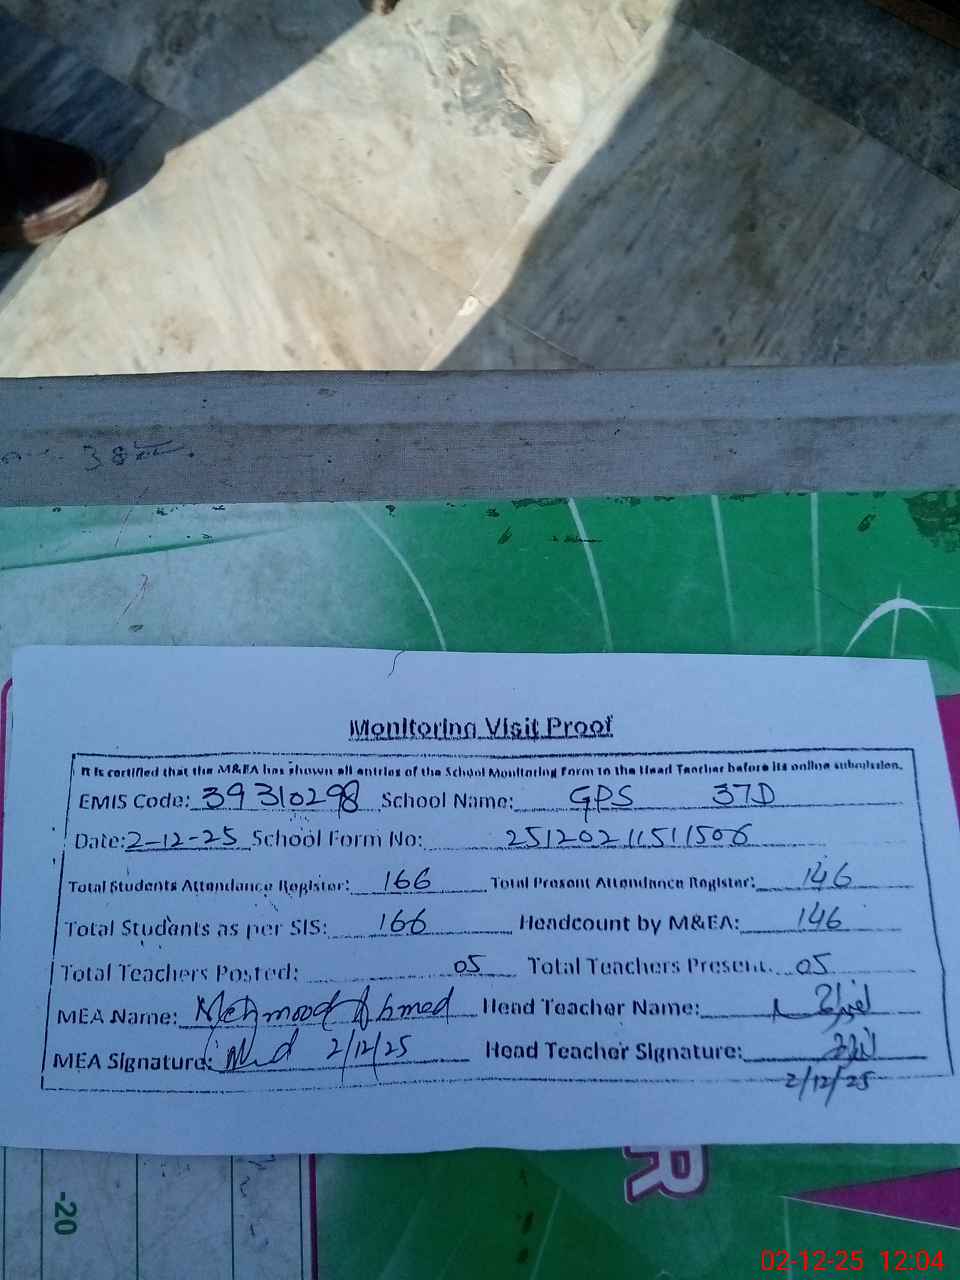 38
Monitoring Visit Proof
It is certified that the M&EA has shown all entries of the School Monitoring Form to the Head Teacher before its online submission.
EMIS Code: 39310298 School Name: GPS 37D
Date: 2-12-25 School Form No: 25120211511506
Total Students Attendance Register: 166 Total Present Attendance Register: 146
Total Students as per SIS: 166 Headcount by M&EA: 146
Total Teachers Posted: 05 Total Teachers Present: 05
MEA Name: Mehmood Ahmed Head Teacher Name:
MEA Signature: 2/12/25 Head Teacher Signature:
2/12/25
R
-20
02-12-25 12:04